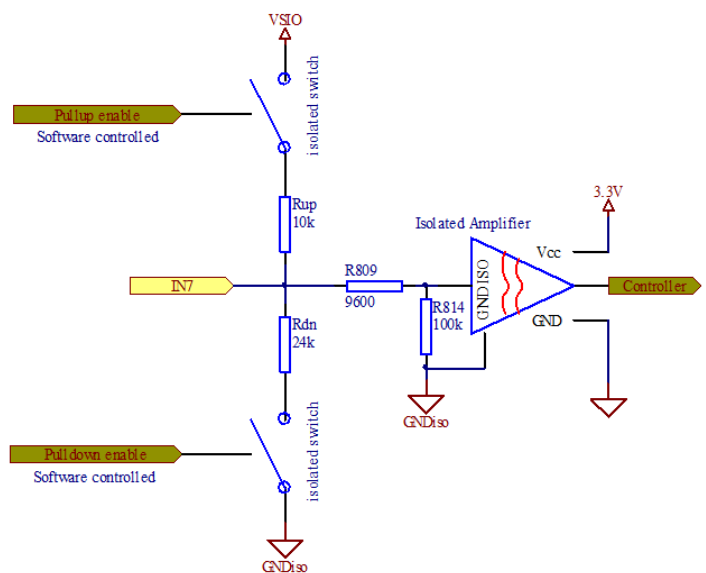 VSIO
isolated switch
Pullup enable
Software controlled
Rup
10k
3.3V
Isolated Amplifier
Vcc
IN7
R809
9600
GNDISO
R814
100k
Controller
GND
Rdn
24k
GNDiso
isolated switch
Pulldown enable
Software controlled
GNDiso